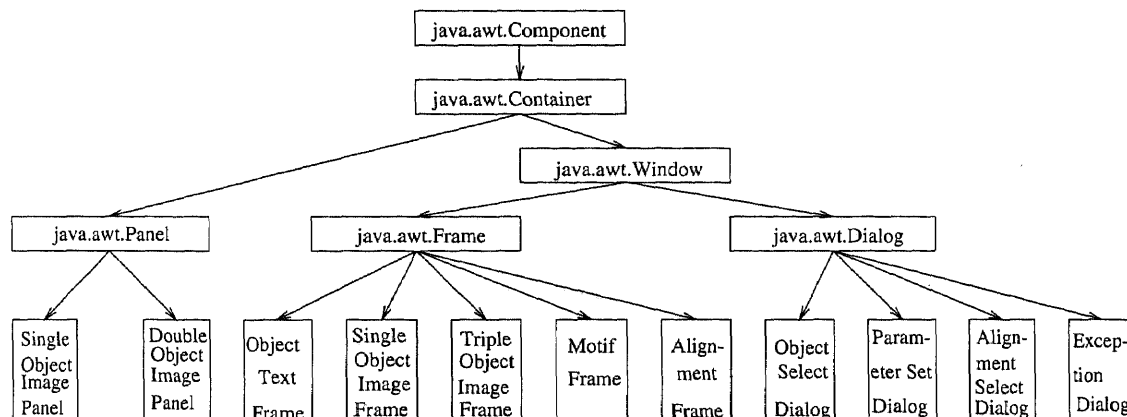 java.awt.Component
java.awt.Container
java.awt.Window
java.awt.Panel
java.awt.Frame
java.awt.Dialog
Single
Object
Image
Panel
Double
Object
Image
Panel
Object
Text
Frame
Single
Object
Image
Frame
Triple
Object
Image
Frame
Motif
Frame
Align-
ment
Frame
Object
Select
Dialog
Param-
eter Set
Dialog
Align-
ment
Select
Dialog
Excep-
tion
Dialog